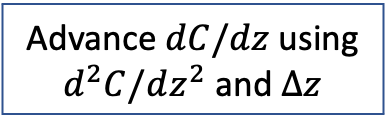 Advance dC/dz using
d²C/dz² and Δz